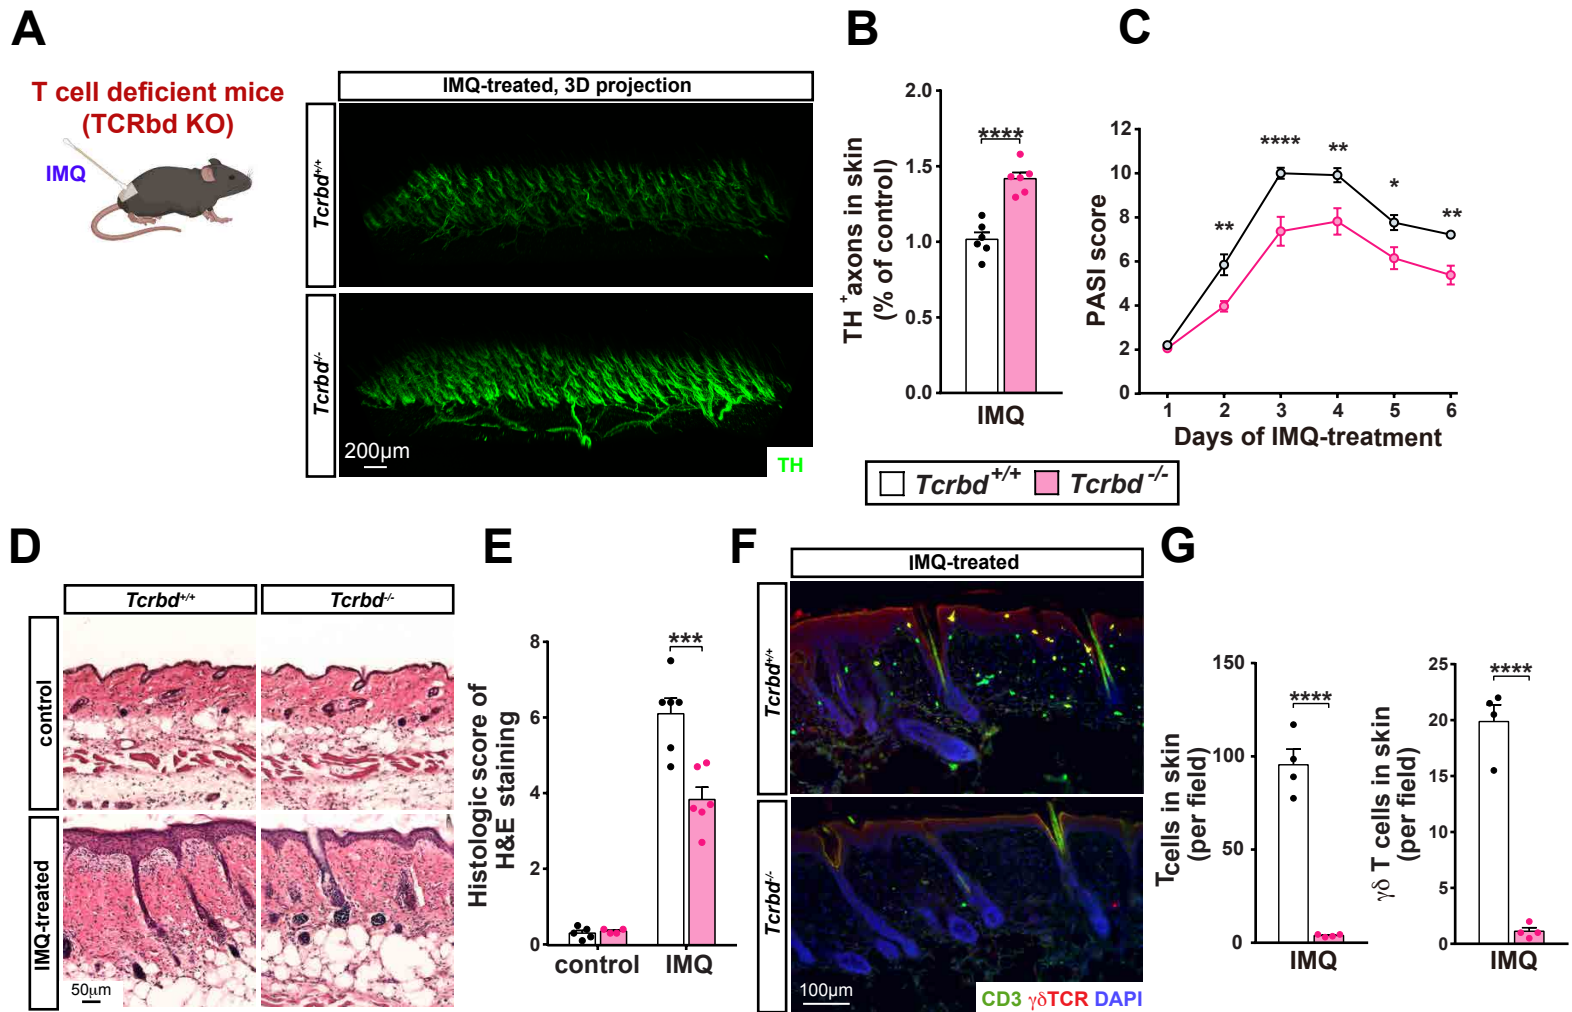 A
T cell deficient mice
(TCRbd KO)
IMQ
IMQ-treated, 3D projection
Tcrbd+/+
Tcrbd-/-
200µm
TH
B
TH +axons in skin
(% of control)
2.0
1.5
1.0
0.5
0.0
****
IMQ
C
PASI score
12
10
8
6
4
2
0
**
****
**
*
**
1 2 3 4 5 6
Days of IMQ-treatment
Tcrbd+/+ Tcrbd-/-
D
Tcrbd+/+ Tcrbd-/-
control
IMQ-treated
50µm
E
Histologic score of
H&E staining
8
6
4
2
0
***
control IMQ
F
IMQ-treated
Tcrbd+/+
Tcrbd-/-
100µm
CD3 γδTCR DAPI
G
Tcells in skin
(per field)
150
100
50
0
****
IMQ
γδ T cells in skin
(per field)
25
20
15
10
5
0
****
IMQ